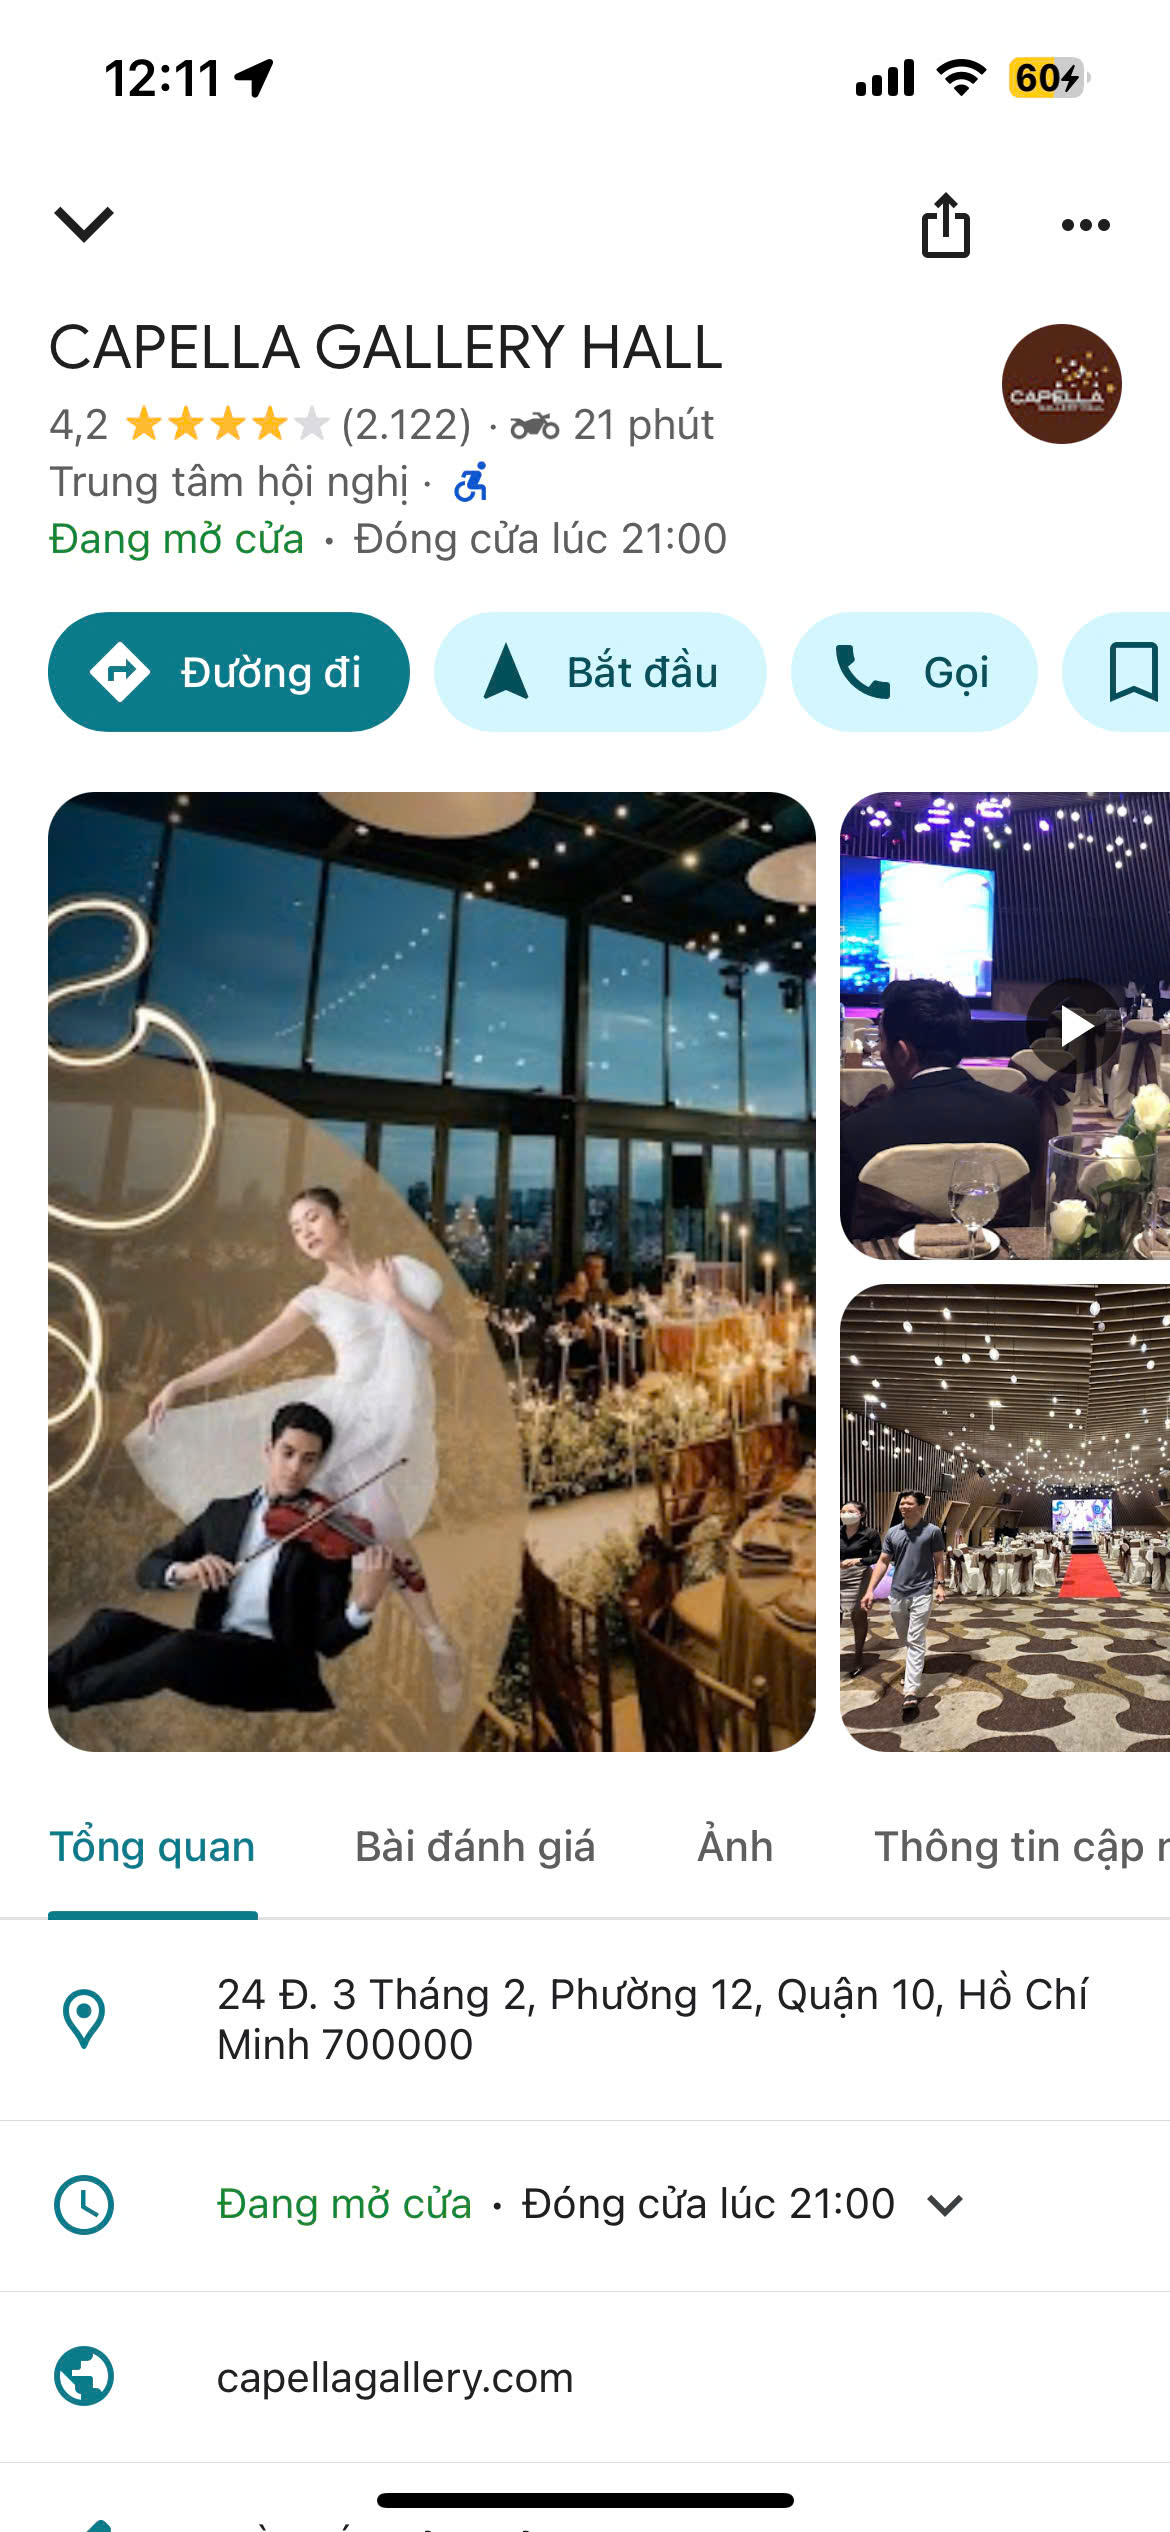 12:11
60
CAPELLA GALLERY HALL
CAPELLA
4,2 (2.122) · 21 phút
Trung tâm hội nghị ·
Đang mở cửa · Đóng cửa lúc 21:00
Đường đi
Bắt đầu
Gọi
Tổng quan
Bài đánh giá
Ảnh
Thông tin cập
24 Đ. 3 Tháng 2, Phường 12, Quận 10, Hồ Chí
Minh 700000
Đang mở cửa · Đóng cửa lúc 21:00
capellagallery.com